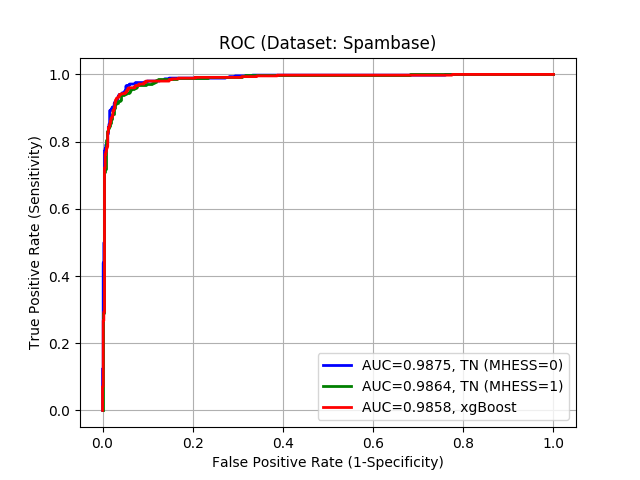 ROC (Dataset: Spambase)
True Positive Rate (Sensitivity)
1.0
0.8
0.6
0.4
0.2
0.0
AUC=0.9875, TN (MHESS=0)
AUC=0.9864, TN (MHESS=1)
AUC=0.9858, xgBoost
0.0 0.2 0.4 0.6 0.8 1.0
False Positive Rate (1-Specificity)